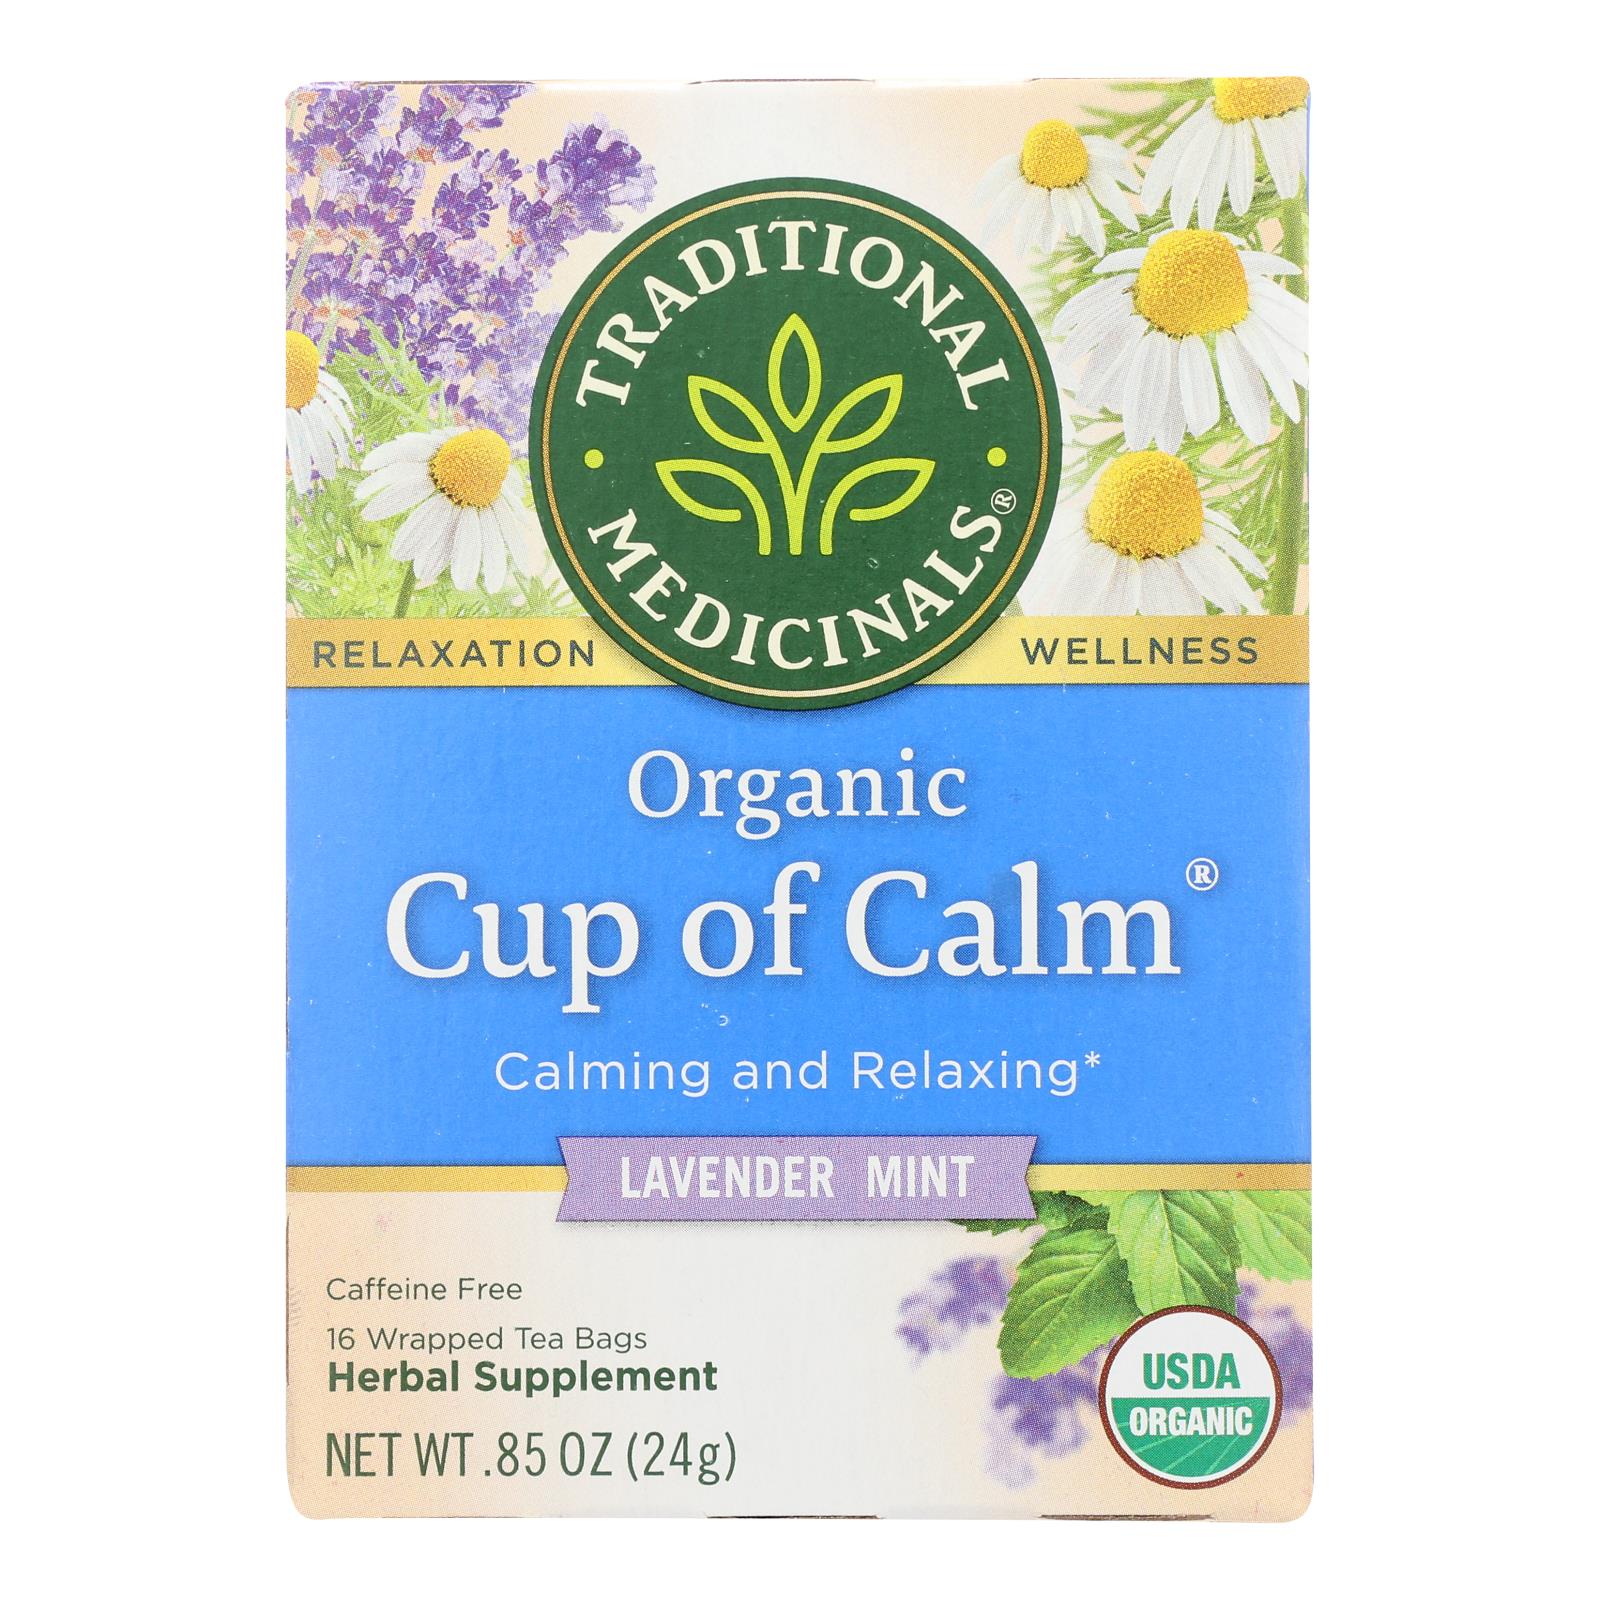 TRADITIONAL
MEDICINALS®
RELAXATION
WELLNESS
Organic
Cup of Calm®
Calming and Relaxing*
LAVENDER MINT
Caffeine Free
16 Wrapped Tea Bags
Herbal Supplement
NET WT .85 OZ (24g)
USDA
ORGANIC